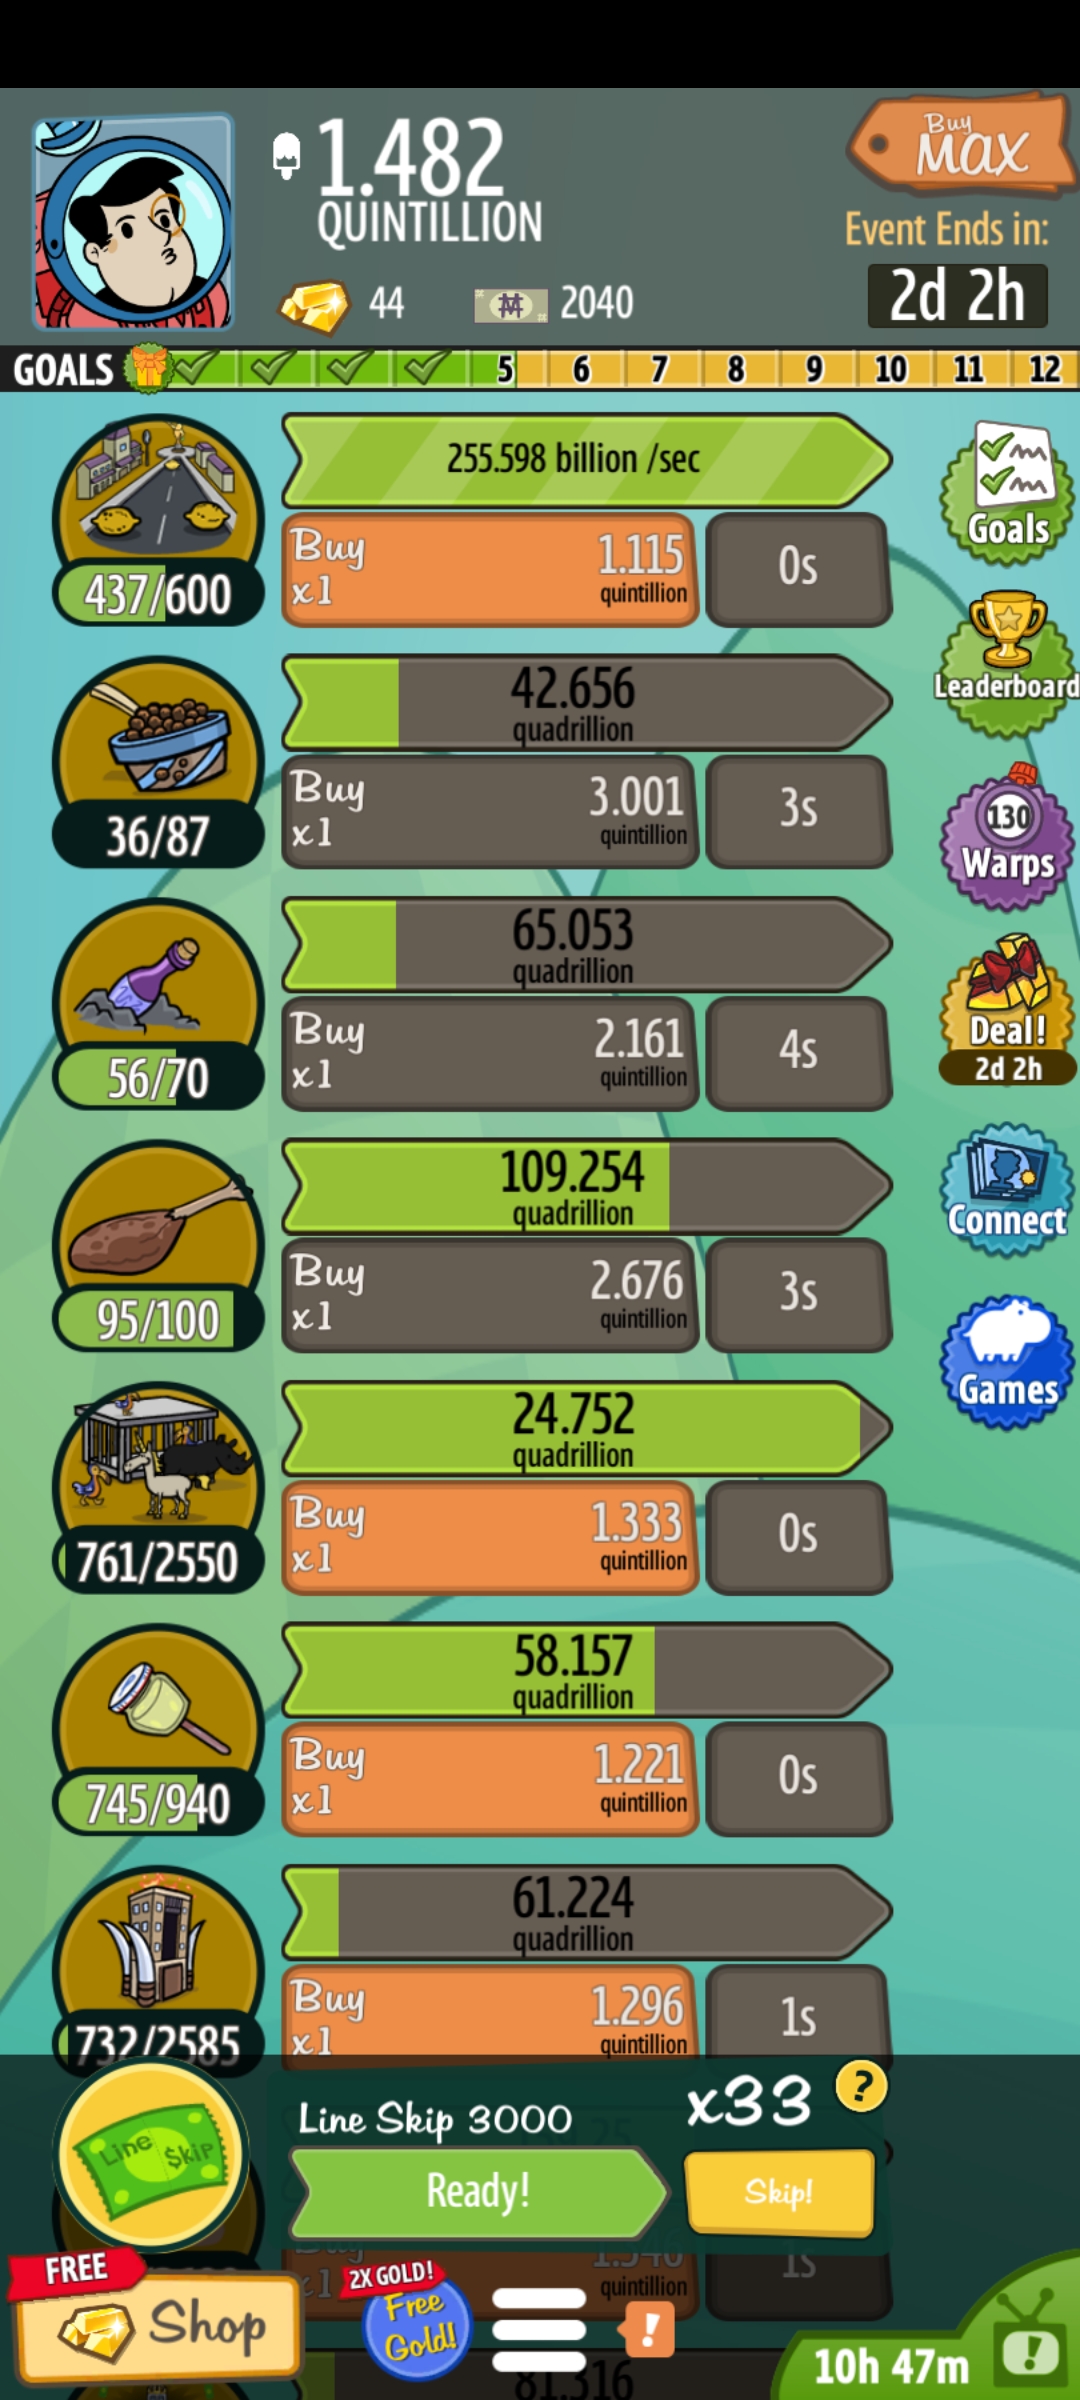 1.482
QUINTILLION
Buy
MAX
Event Ends in:
2d 2h
44
2040
GOALS 5 6 7 8 9 10 11 12
255.598 billion /sec
Buy
x1
1.115
quintillion
0s
437/600
Goals
Leaderboard
42.656
quadrillion
Buy
x1
3.001
quintillion
3s
36/87
130
Warps
65.053
quadrillion
Buy
x1
2.161
quintillion
4s
56/70
Deal!
2d 2h
109.254
quadrillion
Buy
x1
2.676
quintillion
3s
95/100
Connect
Games
24.752
quadrillion
Buy
x1
1.333
quintillion
0s
761/2550
58.157
quadrillion
Buy
x1
1.221
quintillion
0s
745/940
61.224
quadrillion
Buy
x1
1.296
quintillion
1s
732/2585
Line Skip 3000
x33
?
Line $kip
Ready!
Skip!
quintillion
1s
FREE
Shop
2X GOLD!
Free
Gold!
!
10h 47m
!
81.316